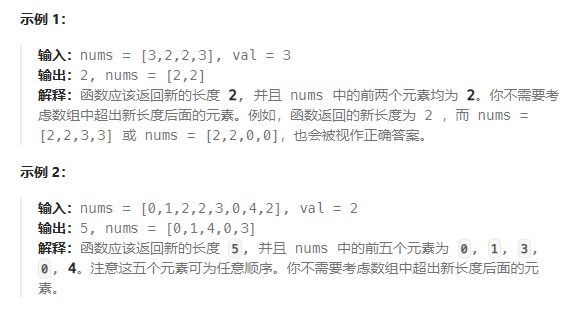 示例 1：
输入：nums = [3,2,2,3], val = 3
输出：2, nums = [2,2]
解释：函数应该返回新的长度 2, 并且 nums 中的前两个元素均为 2。你不需要考
虑数组中超出新长度后面的元素。例如，函数返回的新长度为 2 ，而 nums =
[2,2,3,3] 或 nums = [2,2,0,0]，也会被视作正确答案。
示例 2：
输入：nums = [0,1,2,2,3,0,4,2], val = 2
输出：5, nums = [0,1,4,0,3]
解释：函数应该返回新的长度 5, 并且 nums 中的前五个元素为 0, 1, 3,
0, 4。注意这五个元素可为任意顺序。你不需要考虑数组中超出新长度后面的元
素。